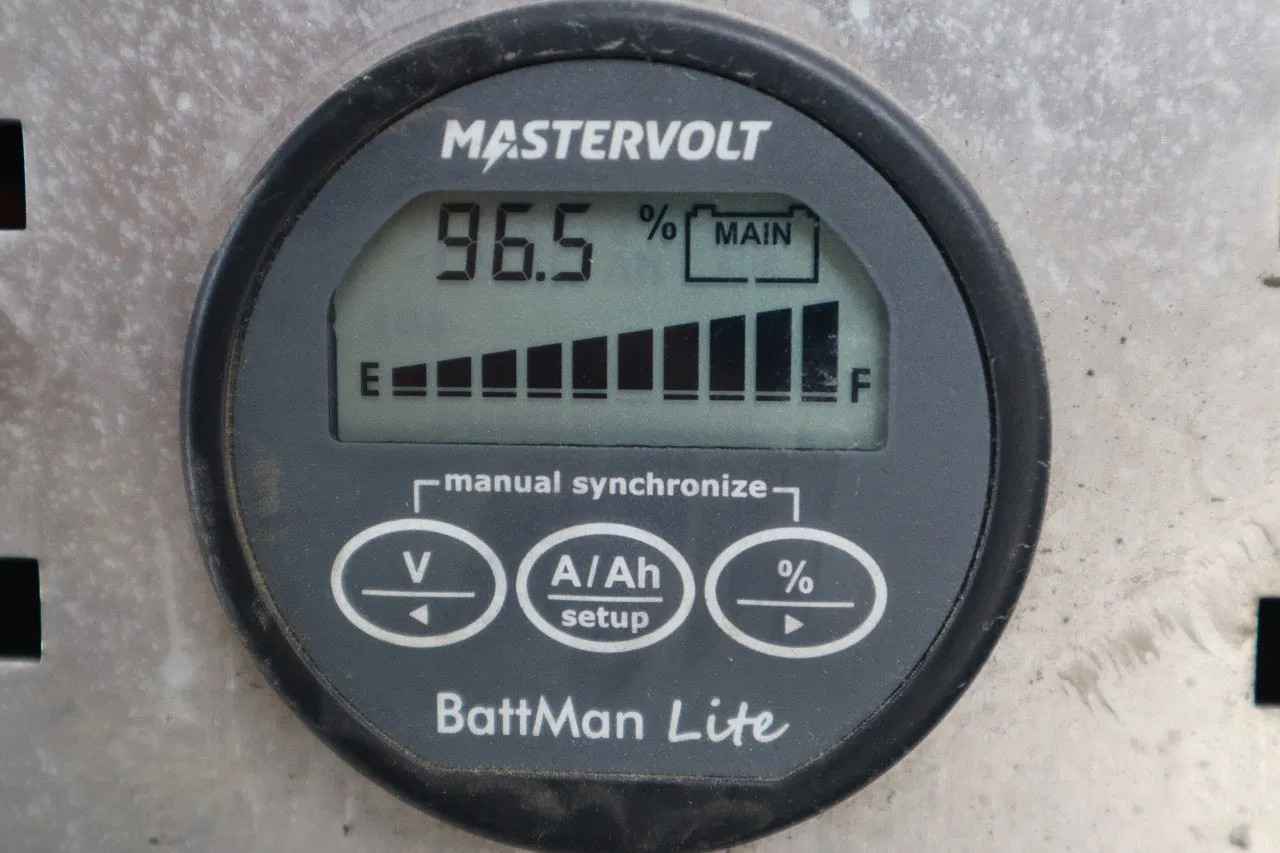 MASTERVOLT
96.5 % MAIN
E F
manual synchronize
V A/Ah %
◄ setup ►
BattMan Lite